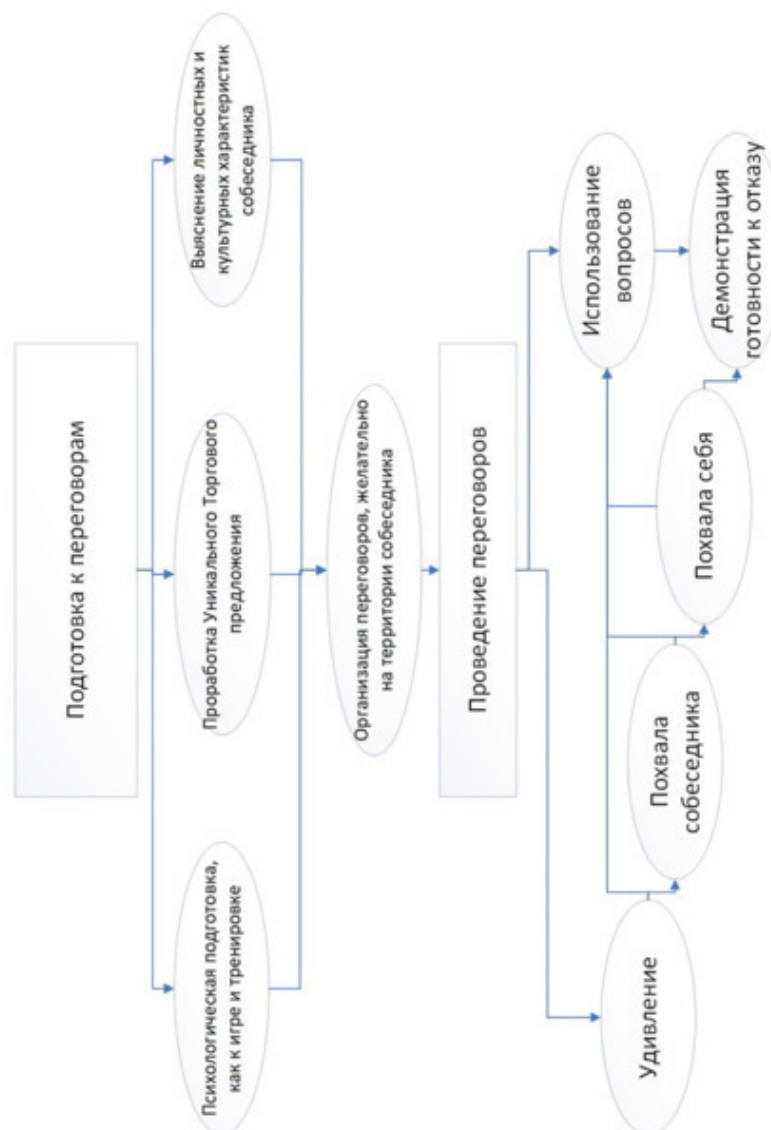 Подготовка к переговорам
Психологическая подготовка,
как к игре и тренировке
Проработка Уникального Торгового
предложения
Выяснение личностных и
культурных характеристик
собеседника
Организация переговоров, желательно
на территории собеседника
Проведение переговоров
Удивление
Похвала
собеседника
Похвала себя
Использование
вопросов
Демонстрация
готовности к отказу